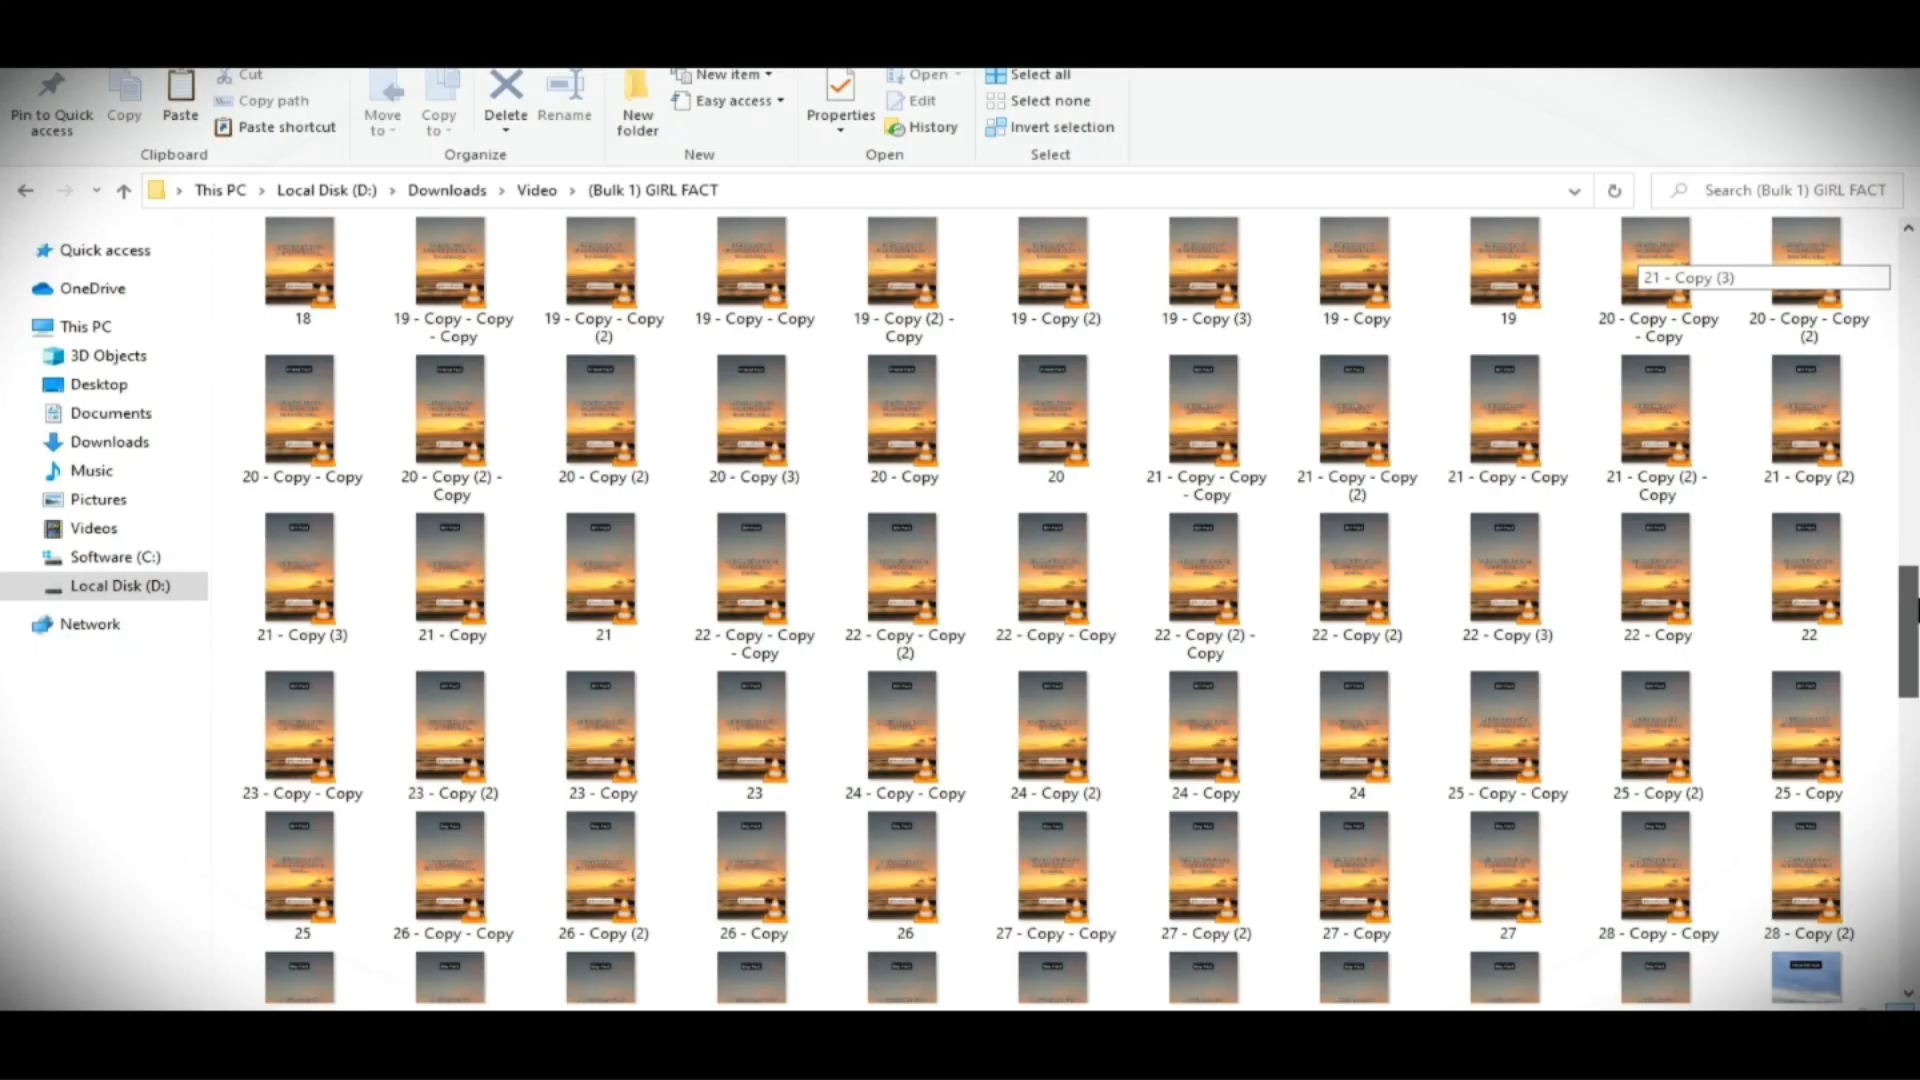 Cut
New item
Open
Select all
Pin to Quick access
Copy
Paste
Copy path
Move to
Copy to
Delete
Rename
New folder
Easy access
Properties
Edit
Select none
Paste shortcut
History
Invert selection
Clipboard
Organize
New
Open
Select
This PC > Local Disk (D:) > Downloads > Video > (Bulk 1) GIRL FACT
Search (Bulk 1) GIRL FACT
Quick access
OneDrive
This PC
3D Objects
Desktop
Documents
Downloads
Music
Pictures
Videos
Software (C:)
Local Disk (D:)
Network
21 - Copy (3)
18
19 - Copy - Copy - Copy
19 - Copy - Copy (2)
19 - Copy - Copy
19 - Copy (2) - Copy
19 - Copy (2)
19 - Copy (3)
19 - Copy
19
20 - Copy - Copy - Copy
20 - Copy - Copy (2)
20 - Copy - Copy
20 - Copy (2) - Copy
20 - Copy (2)
20 - Copy (3)
20 - Copy
20
21 - Copy - Copy - Copy
21 - Copy - Copy (2)
21 - Copy - Copy
21 - Copy (2) - Copy
21 - Copy (2)
21 - Copy (3)
21 - Copy
21
22 - Copy - Copy - Copy
22 - Copy - Copy (2)
22 - Copy - Copy
22 - Copy (2) - Copy
22 - Copy (2)
22 - Copy (3)
22 - Copy
22
23 - Copy - Copy
23 - Copy (2)
23 - Copy
23
24 - Copy - Copy
24 - Copy (2)
24 - Copy
24
25 - Copy - Copy
25 - Copy (2)
25 - Copy
25
26 - Copy - Copy
26 - Copy (2)
26 - Copy
26
27 - Copy - Copy
27 - Copy (2)
27 - Copy
27
28 - Copy - Copy
28 - Copy (2)